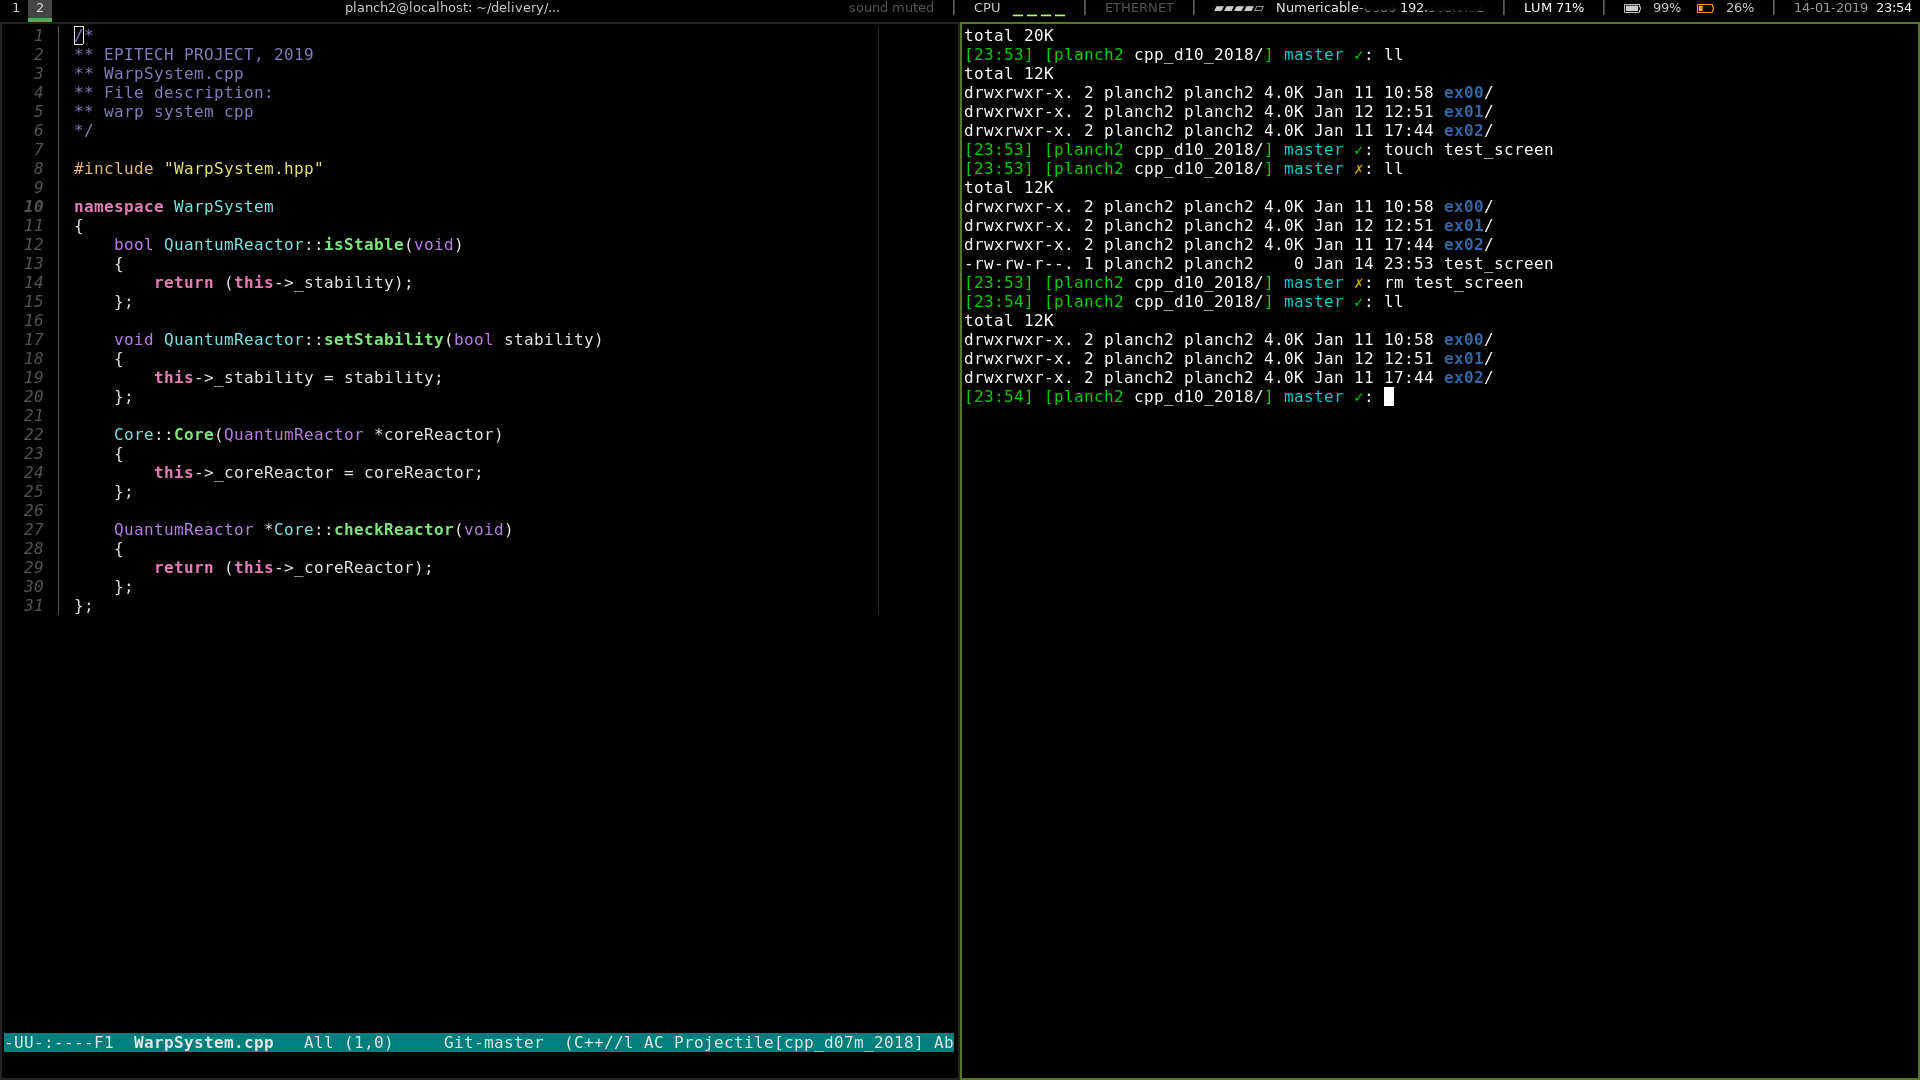 1 2 planch2@localhost: ~/delivery/... sound muted | CPU | ETHERNET | Numericable- 192. | LUM 71% | 99% 26% | 14-01-2019 23:54
1 /*
2 ** EPITECH PROJECT, 2019
3 ** WarpSystem.cpp
4 ** File description:
5 ** warp system cpp
6 */
7
8 #include "WarpSystem.hpp"
9
10 namespace WarpSystem
11 {
12     bool QuantumReactor::isStable(void)
13     {
14         return (this->_stability);
15     };
16
17     void QuantumReactor::setStability(bool stability)
18     {
19         this->_stability = stability;
20     };
21
22     Core::Core(QuantumReactor *coreReactor)
23     {
24         this->_coreReactor = coreReactor;
25     };
26
27     QuantumReactor *Core::checkReactor(void)
28     {
29         return (this->_coreReactor);
30     };
31 };
-UU-:----F1  WarpSystem.cpp   All (1,0)     Git-master  (C++//l AC Projectile[cpp_d07m_2018] Ab
total 20K
[23:53] [planch2 cpp_d10_2018/] master ✓: ll
total 12K
drwxrwxr-x. 2 planch2 planch2 4.0K Jan 11 10:58 ex00/
drwxrwxr-x. 2 planch2 planch2 4.0K Jan 12 12:51 ex01/
drwxrwxr-x. 2 planch2 planch2 4.0K Jan 11 17:44 ex02/
[23:53] [planch2 cpp_d10_2018/] master ✓: touch test_screen
[23:53] [planch2 cpp_d10_2018/] master ✗: ll
total 12K
drwxrwxr-x. 2 planch2 planch2 4.0K Jan 11 10:58 ex00/
drwxrwxr-x. 2 planch2 planch2 4.0K Jan 12 12:51 ex01/
drwxrwxr-x. 2 planch2 planch2 4.0K Jan 11 17:44 ex02/
-rw-rw-r--. 1 planch2 planch2    0 Jan 14 23:53 test_screen
[23:53] [planch2 cpp_d10_2018/] master ✗: rm test_screen
[23:54] [planch2 cpp_d10_2018/] master ✓: ll
total 12K
drwxrwxr-x. 2 planch2 planch2 4.0K Jan 11 10:58 ex00/
drwxrwxr-x. 2 planch2 planch2 4.0K Jan 12 12:51 ex01/
drwxrwxr-x. 2 planch2 planch2 4.0K Jan 11 17:44 ex02/
[23:54] [planch2 cpp_d10_2018/] master ✓: